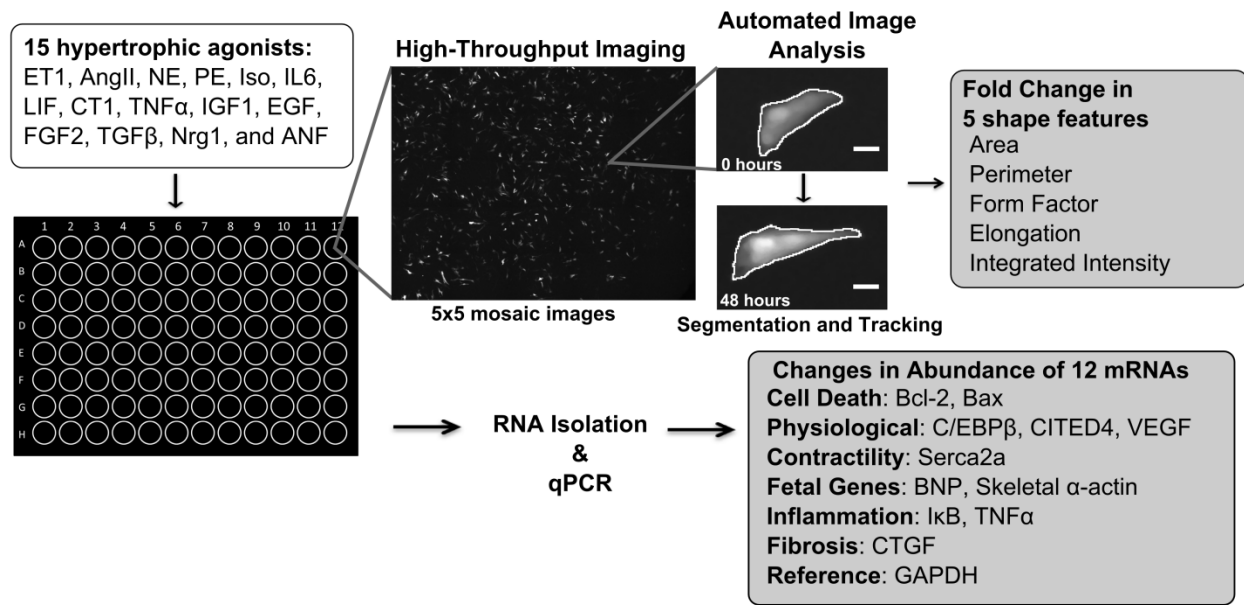 15 hypertrophic agonists:
ET1, AngII, NE, PE, Iso, IL6,
LIF, CT1, TNFα, IGF1, EGF,
FGF2, TGFβ, Nrg1, and ANF
1 2 3 4 5 6 7 8 9 10 11 12
A
B
C
D
E
F
G
H
High-Throughput Imaging
5x5 mosaic images
Automated Image
Analysis
0 hours
48 hours
Segmentation and Tracking
Fold Change in
5 shape features
Area
Perimeter
Form Factor
Elongation
Integrated Intensity
RNA Isolation
&
qPCR
Changes in Abundance of 12 mRNAs
Cell Death: Bcl-2, Bax
Physiological: C/EBPβ, CITED4, VEGF
Contractility: Serca2a
Fetal Genes: BNP, Skeletal α-actin
Inflammation: IκB, TNFα
Fibrosis: CTGF
Reference: GAPDH